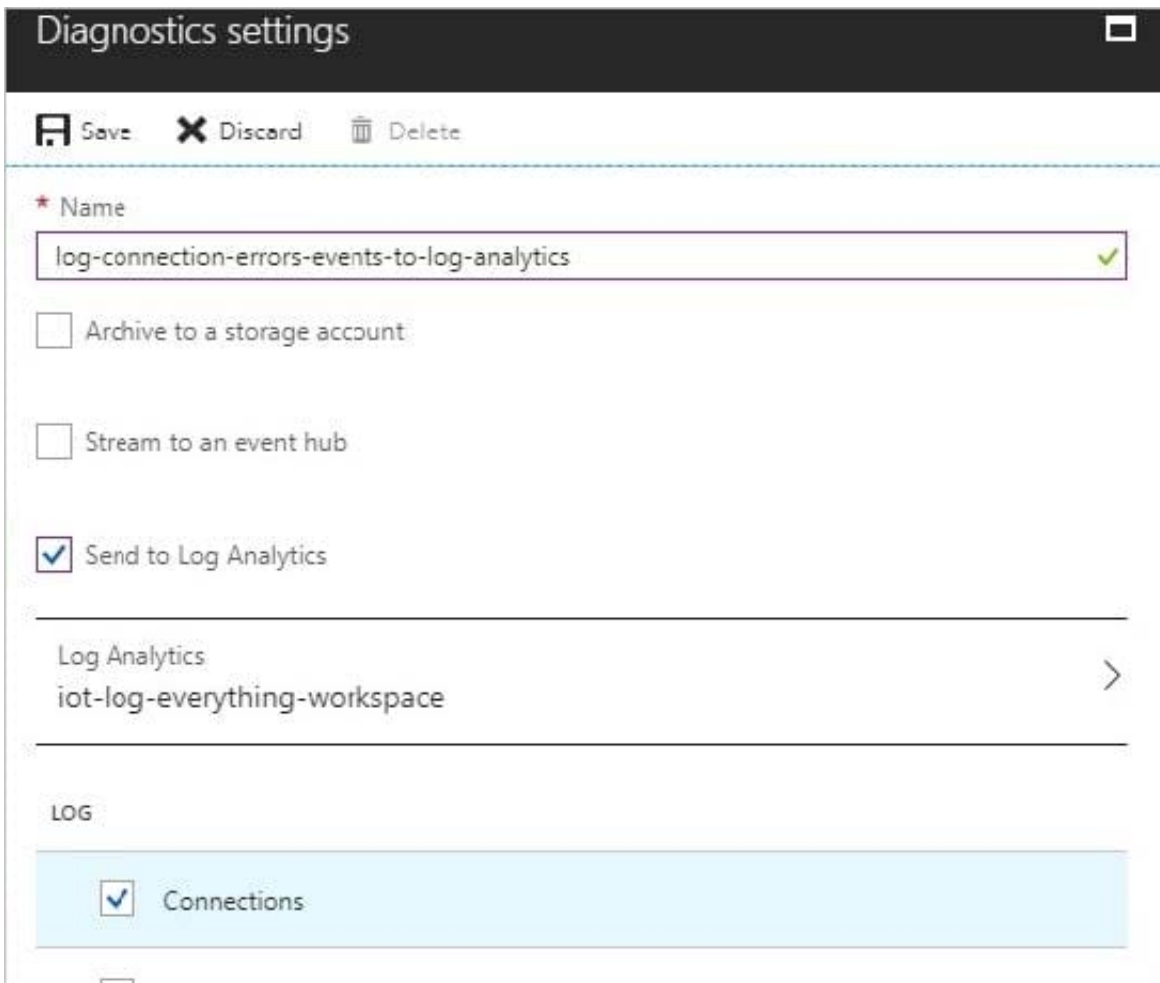 Diagnostics settings
Save Discard Delete
* Name
log-connection-errors-events-to-log-analytics
Archive to a storage account
Stream to an event hub
Send to Log Analytics
Log Analytics
iot-log-everything-workspace
LOG
Connections